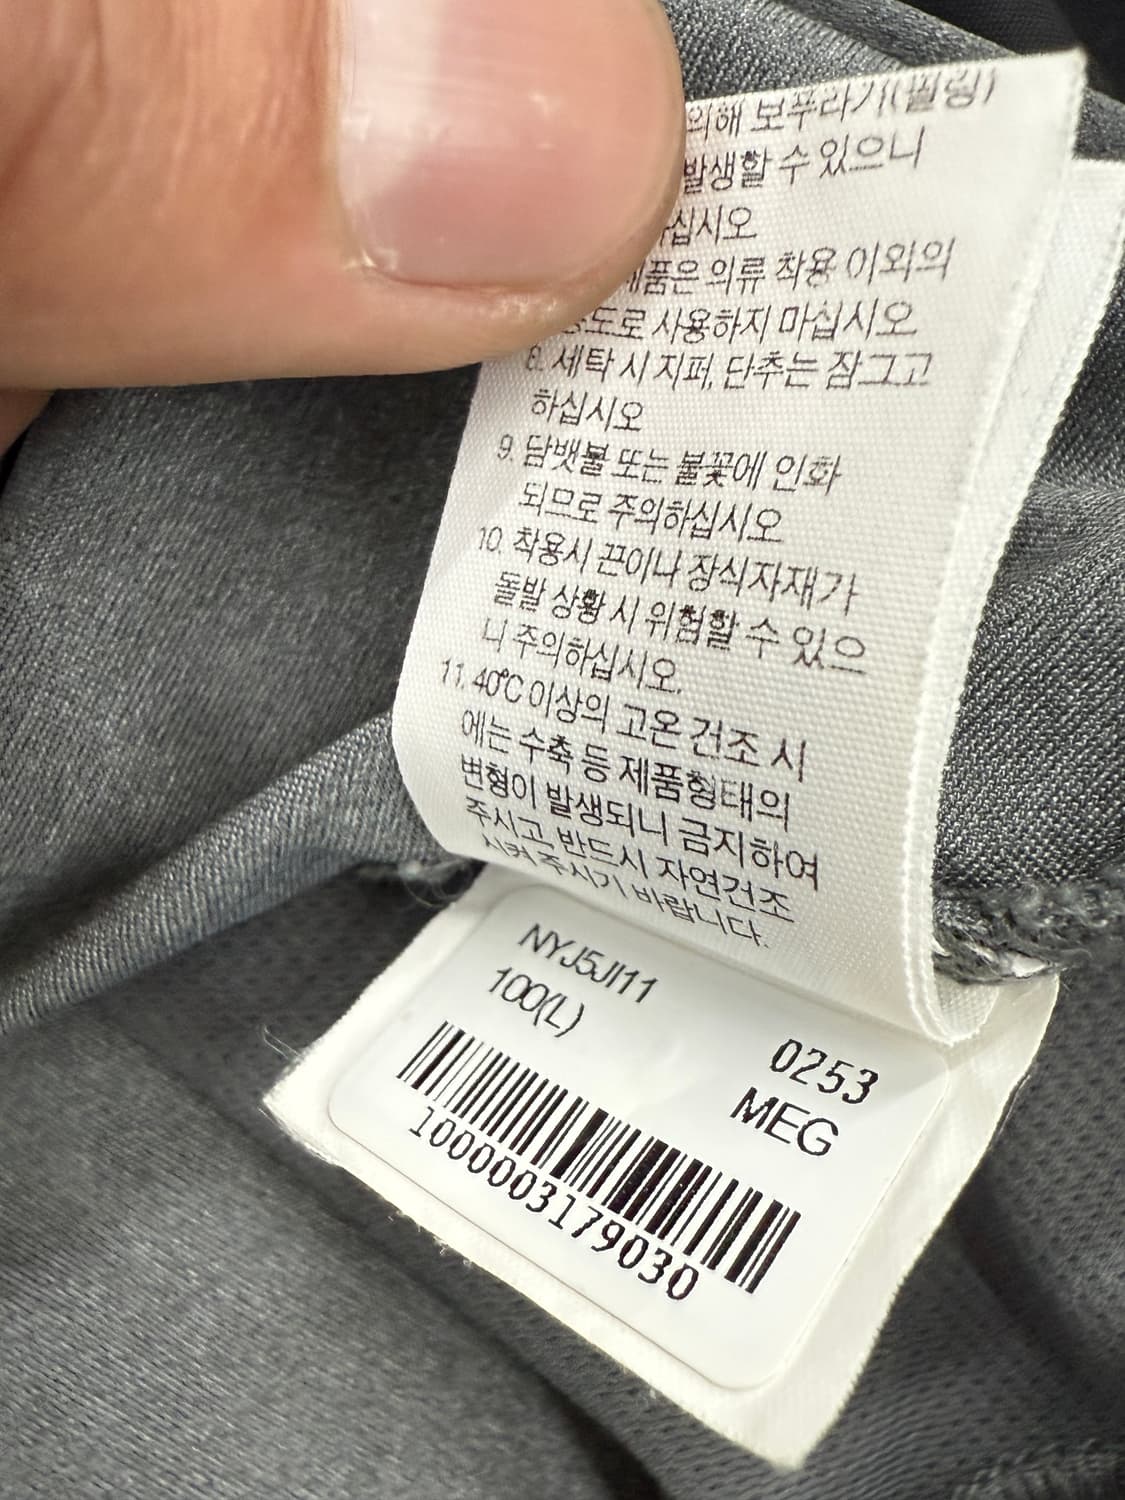 의해 보푸라기(필링)
발생할 수 있으니
하십시오
제품은 의류 착용 이외의
용도로 사용하지 마십시오
8. 세탁 시 지퍼, 단추는 잠그고
하십시오
9. 담뱃불 또는 불꽃에 인화
되므로 주의하십시오
10. 착용시 끈이나 장식자재가
돌발 상황 시 위험할 수 있으
니 주의하십시오.
11. 40℃ 이상의 고온 건조 시
에는 수축 등 제품형태의
변형이 발생되니 금지하여
주시고, 반드시 자연건조
시켜 주시기 바랍니다.
NYJ5JI11
100(L)
0253
MEG
1000003179030